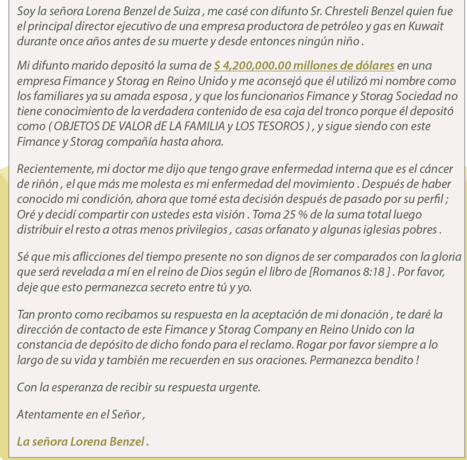 Soy la señora Lorena Benzel de Suiza , me casé con difunto Sr. Chresteli Benzel quien fue
el principal director ejecutivo de una empresa productora de petróleo y gas en Kuwait
durante once años antes de su muerte y desde entonces ningún niño .
Mi difunto marido depositó la suma de $ 4,200,000.00 millones de dólares en una
empresa Fimance y Storag en Reino Unido y me aconsejó que él utilizó mi nombre como
los familiares ya su amada esposa , y que los funcionarios Fimance y Storag Sociedad no
tiene conocimiento de la verdadera contenido de esa caja del tronco porque él depositó
como ( OBJETOS DE VALOR dE LA FAMILIA y LOS TESOROS ) , y sigue siendo con este
Fimance y Storag compañía hasta ahora.
Recientemente, mi doctor me dijo que tengo grave enfermedad interna que es el cáncer
de riñón , el que más me molesta es mi enfermedad del movimiento . Después de haber
conocido mi condición, ahora que tomé esta decisión después de pasado por su perfil ;
Oré y decidí compartir con ustedes esta visión . Toma 25 % de la suma total luego
distribuir el resto a otras menos privilegios , casas orfanato y algunas iglesias pobres .
Sé que mis aflicciones del tiempo presente no son dignos de ser comparados con la gloria
que será revelada a mí en el reino de Dios según el libro de [Romanos 8:18 ] . Por favor,
deje que esto permanezca secreto entre tú y yo.
Tan pronto como recibamos su respuesta en la aceptación de mi donación , te daré la
dirección de contacto de este Fimance y Storag Company en Reino Unido con la
constancia de depósito de dicho fondo para el reclamo. Rogar por favor siempre a lo
largo de su vida y también me recuerden en sus oraciones. Permanezca bendito !
Con la esperanza de recibir su respuesta urgente.
Atentamente en el Señor ,
La señora Lorena Benzel .